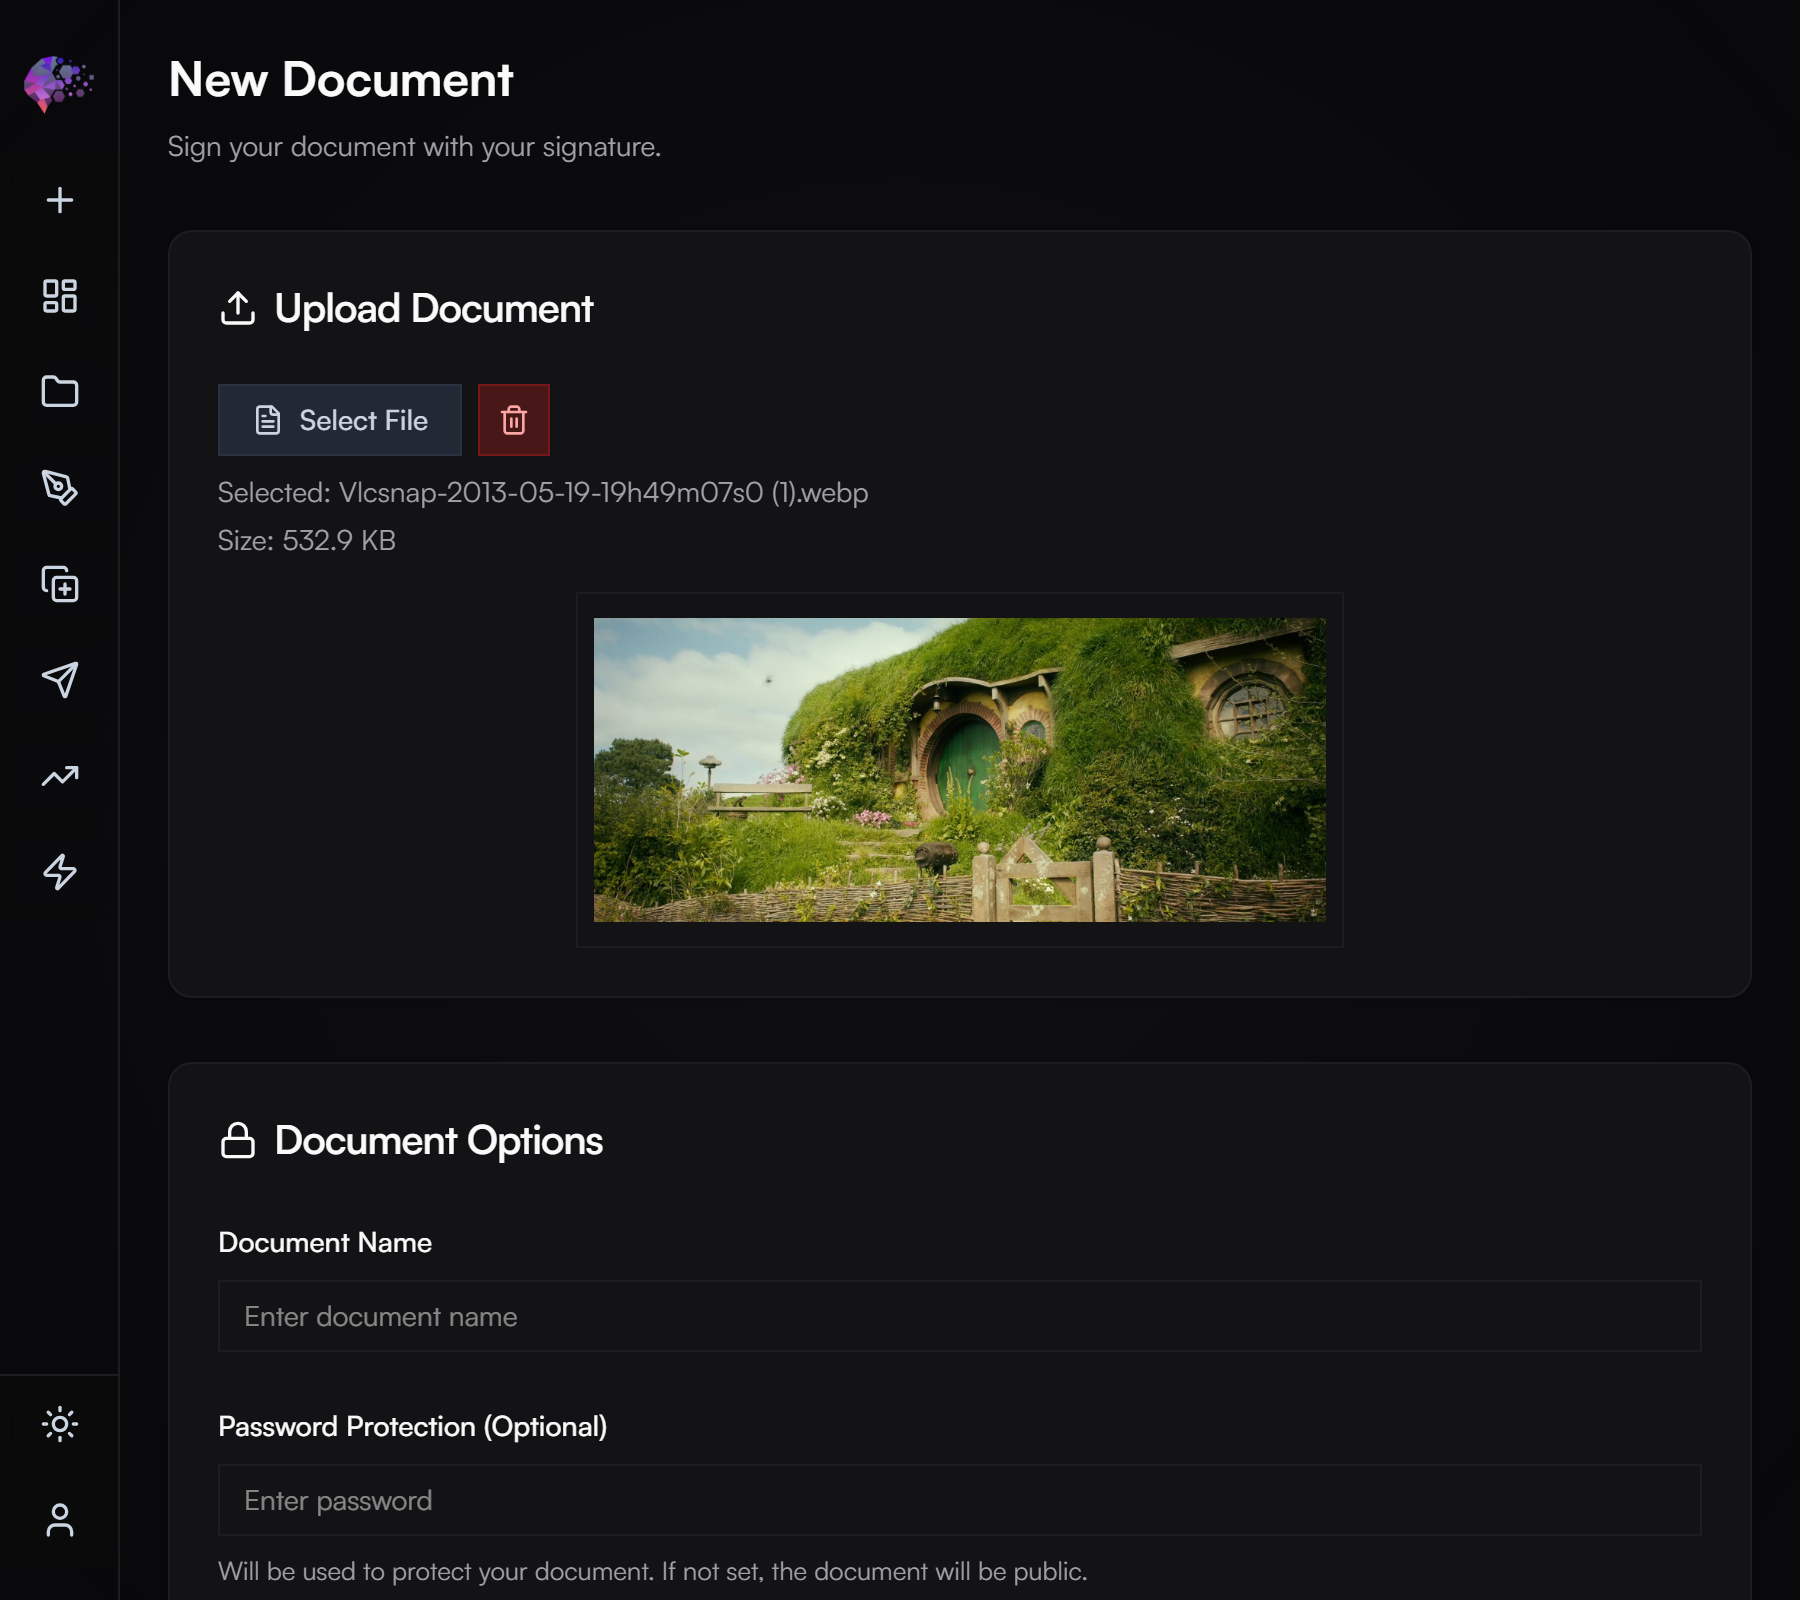 New Document
Sign your document with your signature.
Upload Document
Select File
Selected: Vlcsnap-2013-05-19-19h49m07s0 (1).webp
Size: 532.9 KB
Document Options
Document Name
Enter document name
Password Protection (Optional)
Enter password
Will be used to protect your document. If not set, the document will be public.